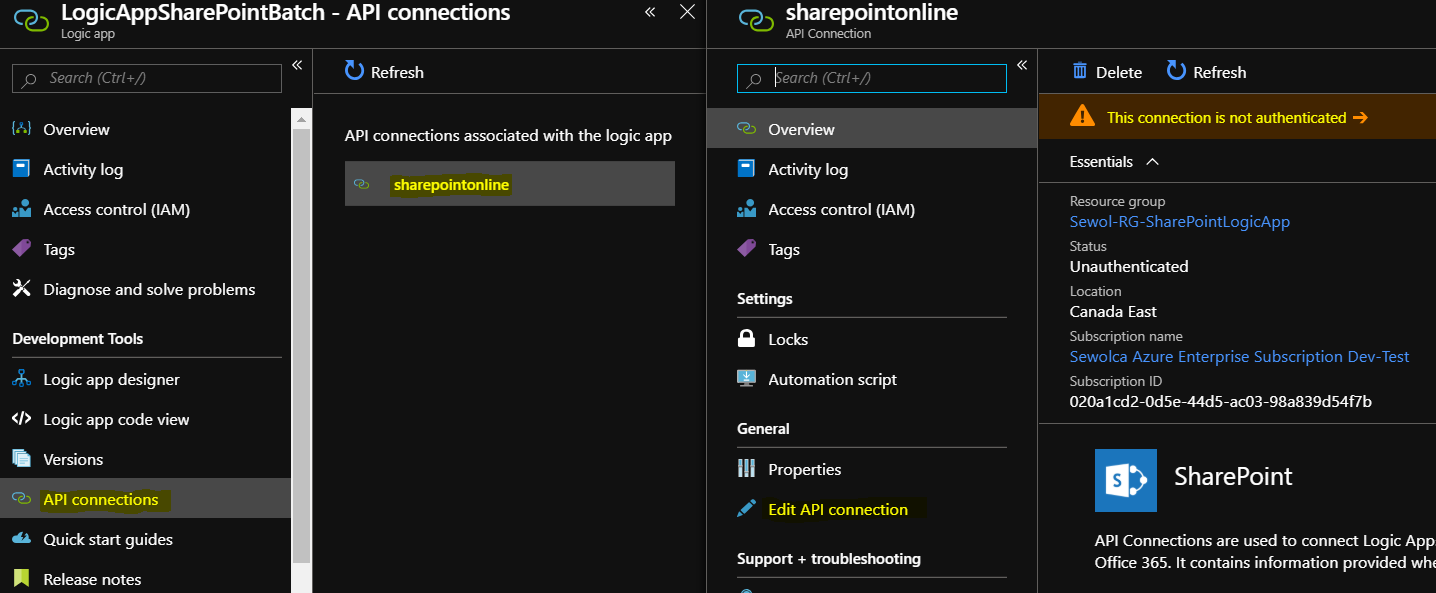 LogicAppSharePointBatch - API connections
Logic app
Search (Ctrl+/)
Overview
Activity log
Access control (IAM)
Tags
Diagnose and solve problems
Development Tools
Logic app designer
Logic app code view
Versions
API connections
Quick start guides
Release notes
Refresh
API connections associated with the logic app
sharepointonline
sharepointonline
API Connection
Search (Ctrl+/)
Overview
Activity log
Access control (IAM)
Tags
Settings
Locks
Automation script
General
Properties
Edit API connection
Support + troubleshooting
Delete
Refresh
This connection is not authenticated
Essentials
Resource group
Sewol-RG-SharePointLogicApp
Status
Unauthenticated
Location
Canada East
Subscription name
Sewolca Azure Enterprise Subscription Dev-Test
Subscription ID
020a1cd2-0d5e-44d5-ac03-98a839d54f7b
S
SharePoint
API Connections are used to connect Logic App
Office 365. It contains information provided whe